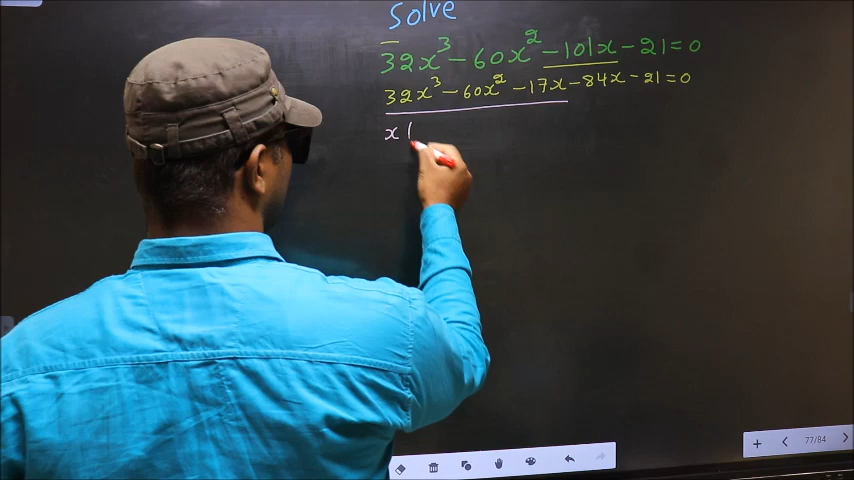 Solve
32x³ - 60x² - 101x - 21 = 0
32x³ - 60x² - 17x - 84x - 21 = 0
x (
77/84